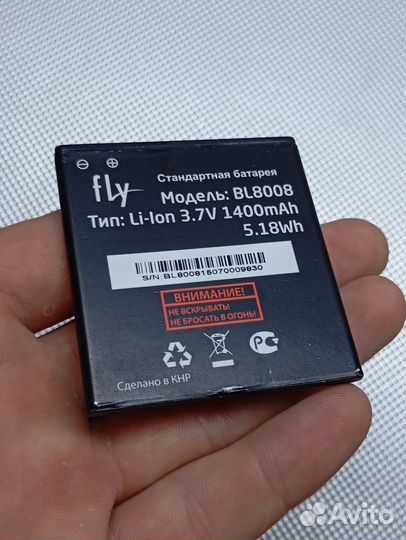 fly
Стандартная батарея
Модель: BL8008
Тип: Li-Ion 3.7V 1400mAh
5.18Wh
S/N:BL800815070009830
ВНИМАНИЕ!
НЕ ВСКРЫВАТЬ!
НЕ БРОСАТЬ В ОГОНЬ!
Сделано в КНР
Avito